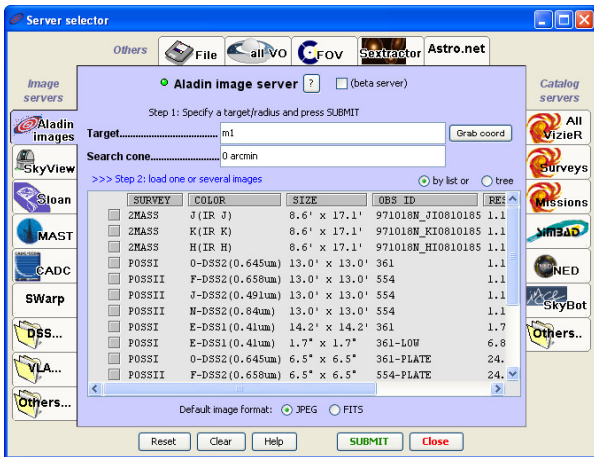 Server selector
Others File all-VO FOV Sextractor Astro.net
Image servers
Aladin images
SkyView
Sloan
MAST
CADC
SWarp
DSS...
VLA...
Others...
Aladin image server ? (beta server)
Step 1: Specify a target/radius and press SUBMIT
Target m1 Grab coord
Search cone 0 arcmin
>>> Step 2: load one or several images by list or tree
SURVEY COLOR SIZE OBS ID RES
2MASS J(IR J) 8.6' x 17.1' 971018N_JI0810185 1.1
2MASS K(IR K) 8.6' x 17.1' 971018N_KI0810185 1.1
2MASS H(IR H) 8.6' x 17.1' 971018N_HI0810185 1.1
POSSI O-DSS2(0.645um) 13.0' x 13.0' 361 1.1
POSSII F-DSS2(0.658um) 13.0' x 13.0' 554 1.1
POSSII J-DSS2(0.491um) 13.0' x 13.0' 554 1.1
POSSII N-DSS2(0.84um) 13.0' x 13.0' 554 1.1
POSSI E-DSS1(0.41um) 14.2' x 14.2' 361 1.7
POSSI E-DSS1(0.41um) 1.7° x 1.7° 361-LOW 6.8
POSSI O-DSS2(0.645um) 6.5° x 6.5° 361-PLATE 24.
POSSII F-DSS2(0.658um) 6.5° x 6.5° 554-PLATE 24.
Default image format: JPEG FITS
Reset Clear Help SUBMIT Close
Catalog servers
All VizieR
Surveys
Missions
SIMBAD
NED
SkyBot
Others..